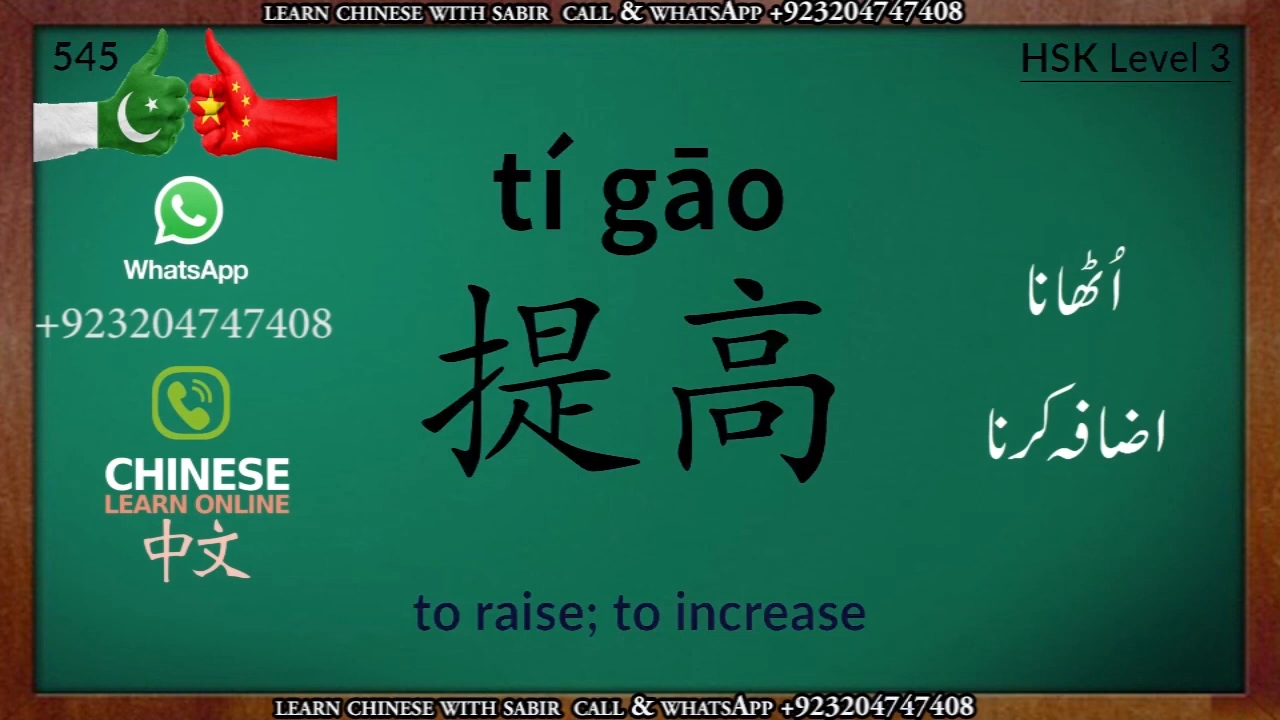 LEARN CHINESE WITH SABIR CALL & WHATSAPP +923204747408
545
HSK Level 3
tí gāo
提高
WhatsApp
+923204747408
CHINESE
LEARN ONLINE
中文
اُٹھانا
اضافہ کرنا
to raise; to increase
LEARN CHINESE WITH SABIR CALL & WHATSAPP +923204747408